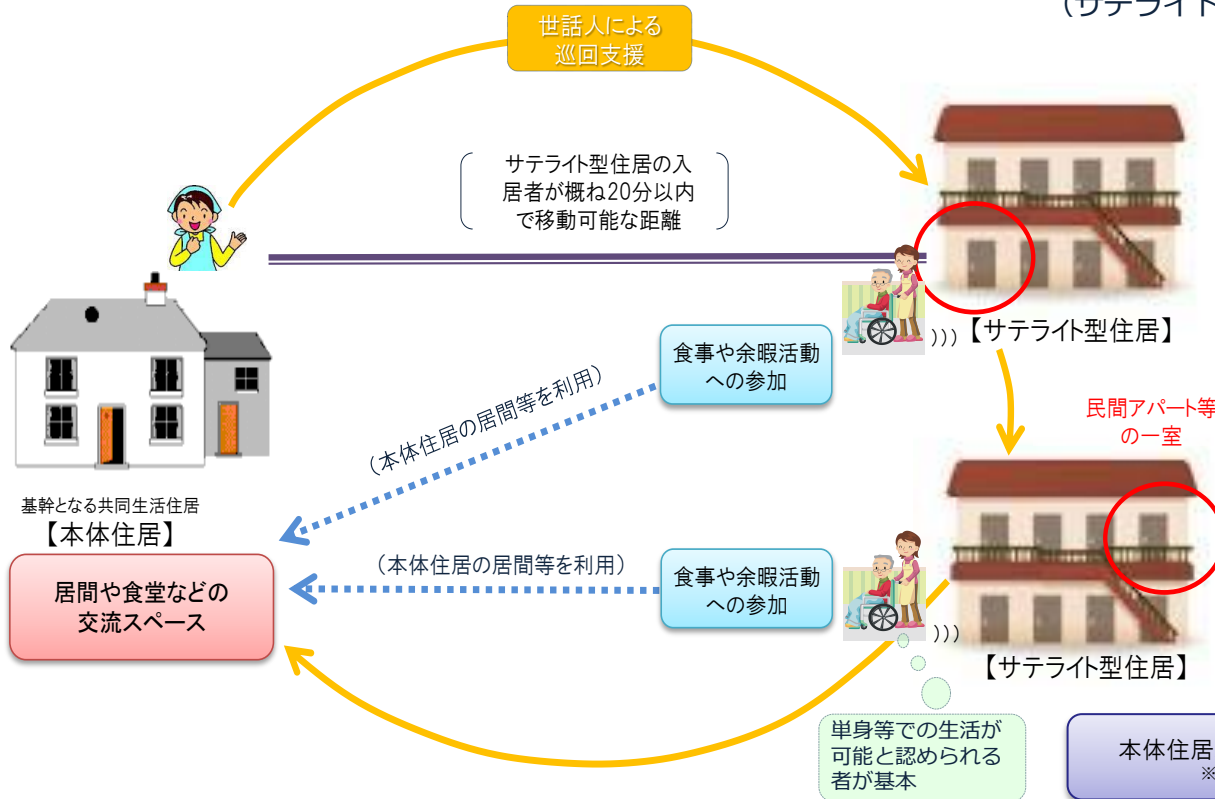 (サテライト
世話人による
巡回支援
サテライト型住居の入
居者が概ね20分以内
で移動可能な距離
)))
【サテライト型住居】
食事や余暇活動
への参加
(本体住居の居間等を利用)
民間アパート等
の一室
基幹となる共同生活住居
【本体住居】
居間や食堂などの
交流スペース
(本体住居の居間等を利用)
食事や余暇活動
への参加
)))
【サテライト型住居】
単身等での生活が
可能と認められる
者が基本
本体住居
※